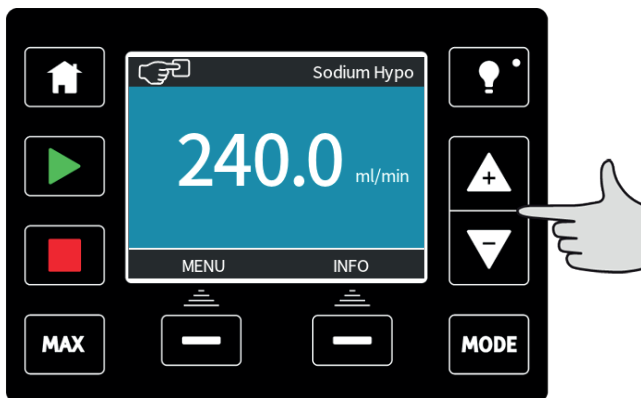 Sodium Hypo
240.0 ml/min
+
−
MENU INFO
MAX
MODE